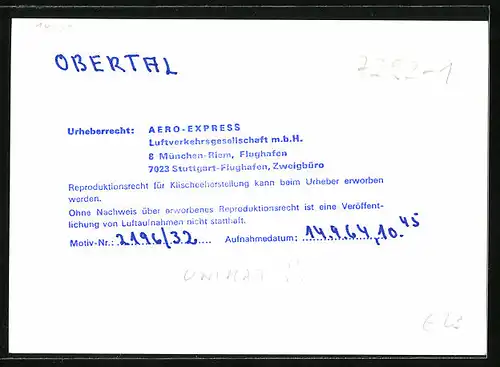 OBERTAL
7292-1
Urheberrecht: AERO-EXPRESS
Luftverkehrsgesellschaft m.b.H.
8 München-Riem, Flughafen
7023 Stuttgart-Flughafen, Zweigbüro
Reproduktionsrecht für Klischeeherstellung kann beim Urheber erworben
werden.
Ohne Nachweis über erworbenes Reproduktionsrecht ist eine Veröffent-
lichung von Luftaufnahmen nicht statthaft.
Motiv-Nr.: 2196/32 Aufnahmedatum: 14.9.64, 10.45